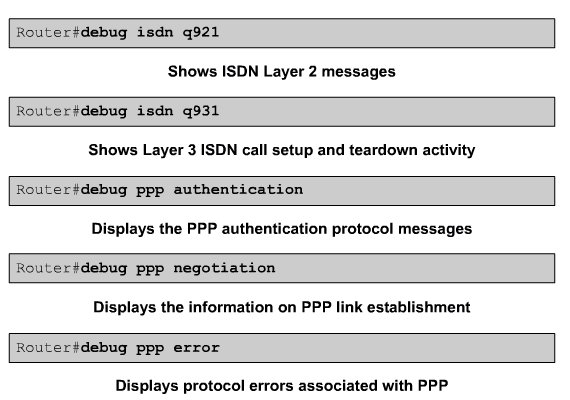 Router#debug isdn q921
Shows ISDN Layer 2 messages
Router#debug isdn q931
Shows Layer 3 ISDN call setup and teardown activity
Router#debug ppp authentication
Displays the PPP authentication protocol messages
Router#debug ppp negotiation
Displays the information on PPP link establishment
Router#debug ppp error
Displays protocol errors associated with PPP